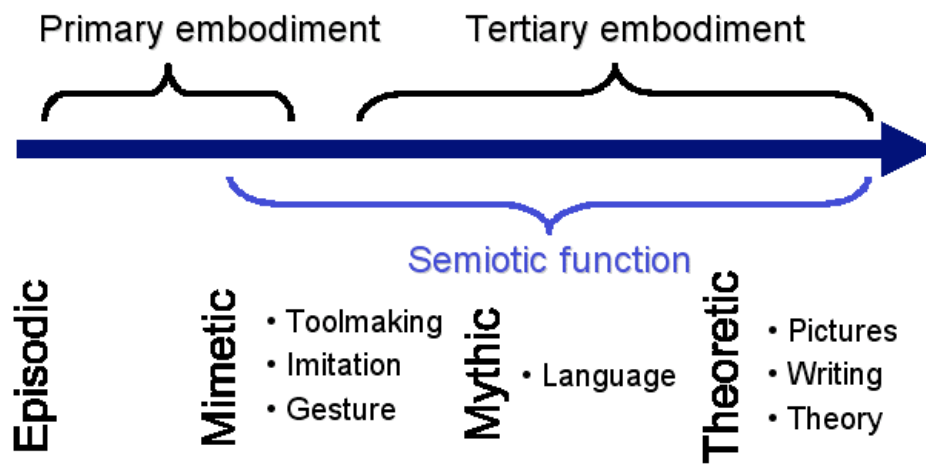 Primary embodiment
Tertiary embodiment
Semiotic function
Episodic
Mimetic
• Toolmaking
• Imitation
• Gesture
Mythic
• Language
Theoretic
• Pictures
• Writing
• Theory